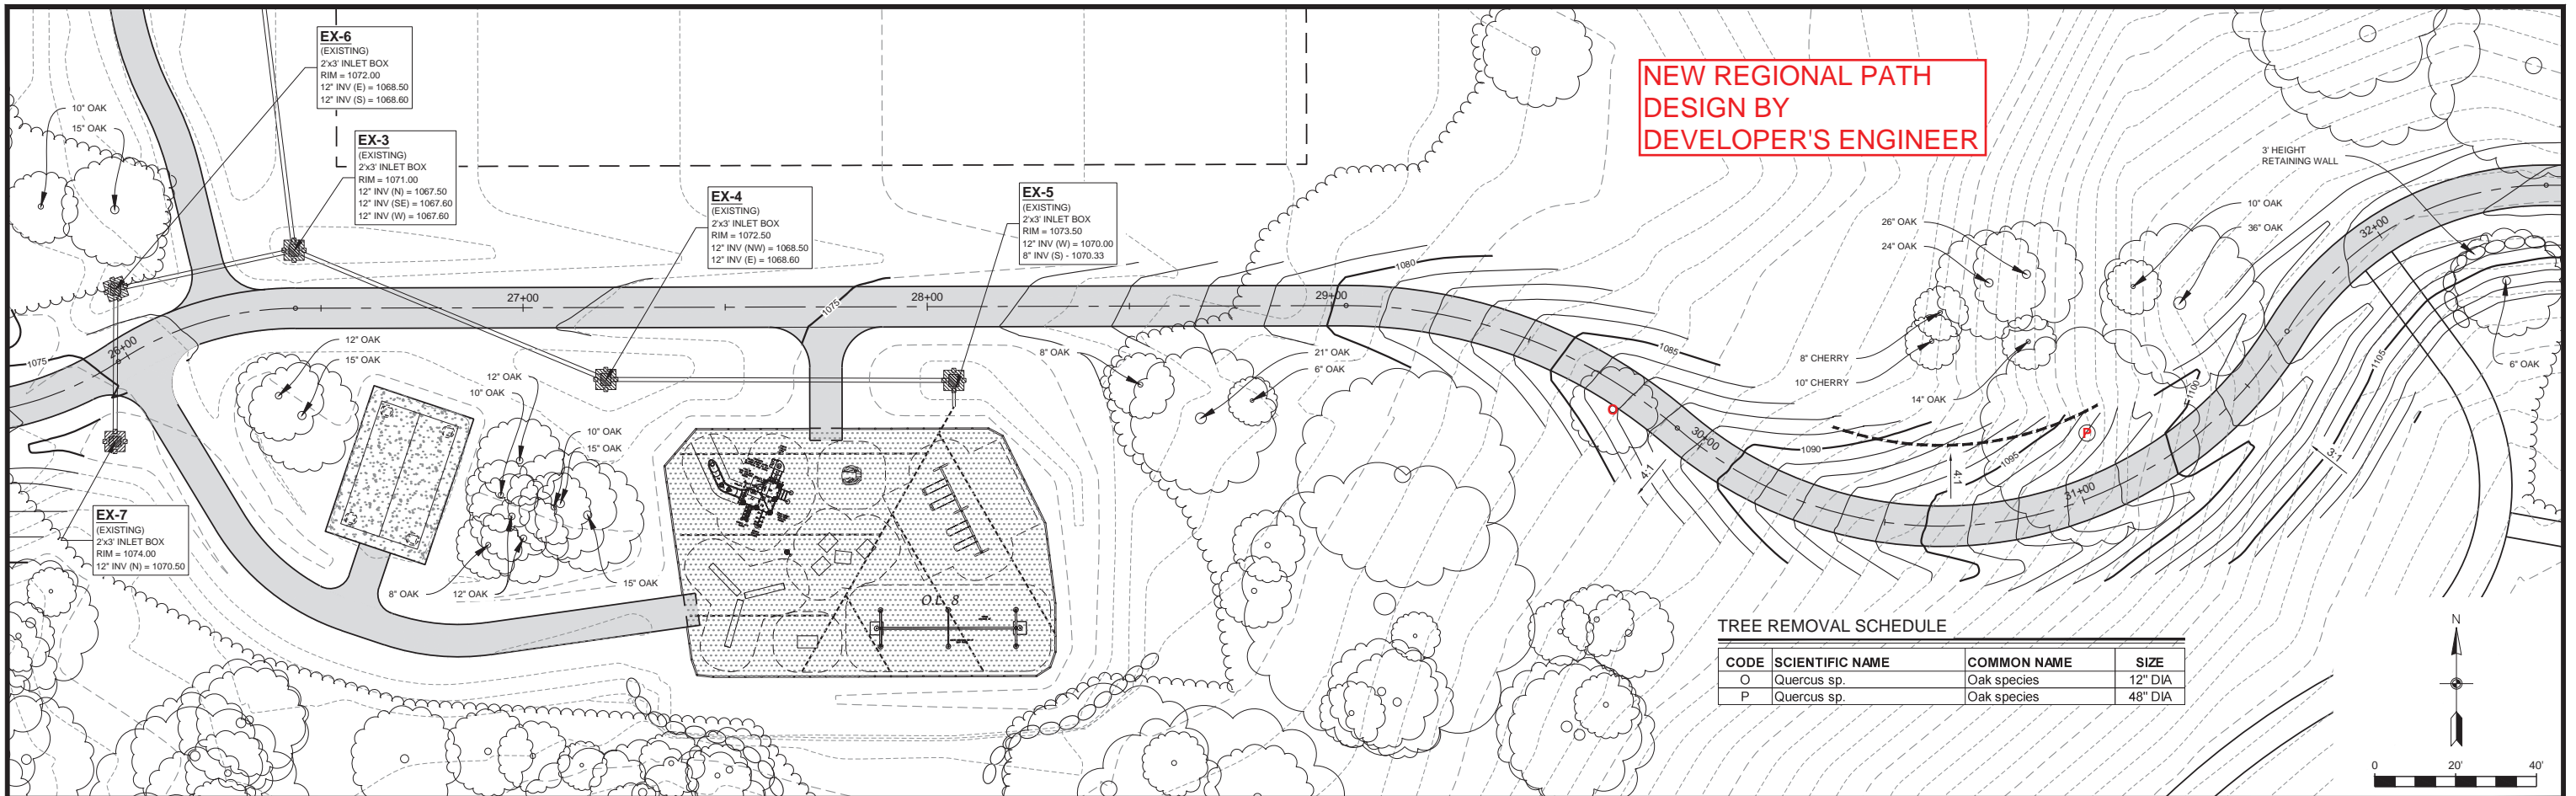 EX-6
(EXISTING)
2'x3' INLET BOX
RIM = 1072.00
12" INV (E) = 1068.50
12" INV (S) = 1068.60
10" OAK
15" OAK
EX-3
(EXISTING)
2'x3' INLET BOX
RIM = 1071.00
12" INV (N) = 1067.50
12" INV (SE) = 1067.60
12" INV (W) = 1067.60
EX-4
(EXISTING)
2'x3' INLET BOX
RIM = 1072.50
12" INV (NW) = 1068.50
12" INV (E) = 1068.60
EX-5
(EXISTING)
2'x3' INLET BOX
RIM = 1073.50
12" INV (W) = 1070.00
8" INV (S) - 1070.33
NEW REGIONAL PATH
DESIGN BY
DEVELOPER'S ENGINEER
3' HEIGHT
RETAINING WALL
26" OAK
24" OAK
10" OAK
36" OAK
32+00
1080
27+00
1075
28+00
29+00
26+00
1075
12" OAK
15" OAK
12" OAK
10" OAK
10" OAK
15" OAK
8" OAK
21" OAK
6" OAK
1085
8" CHERRY
10" CHERRY
14" OAK
1100
1105
6" OAK
30+00
1090
1095
4:1
4:1
3:1
P
31+00
EX-7
(EXISTING)
2'x3' INLET BOX
RIM = 1074.00
12" INV (N) = 1070.50
8" OAK
12" OAK
15" OAK
O.L. 8
TREE REMOVAL SCHEDULE
CODE SCIENTIFIC NAME COMMON NAME SIZE
O Quercus sp. Oak species 12" DIA
P Quercus sp. Oak species 48" DIA
N
0 20' 40'